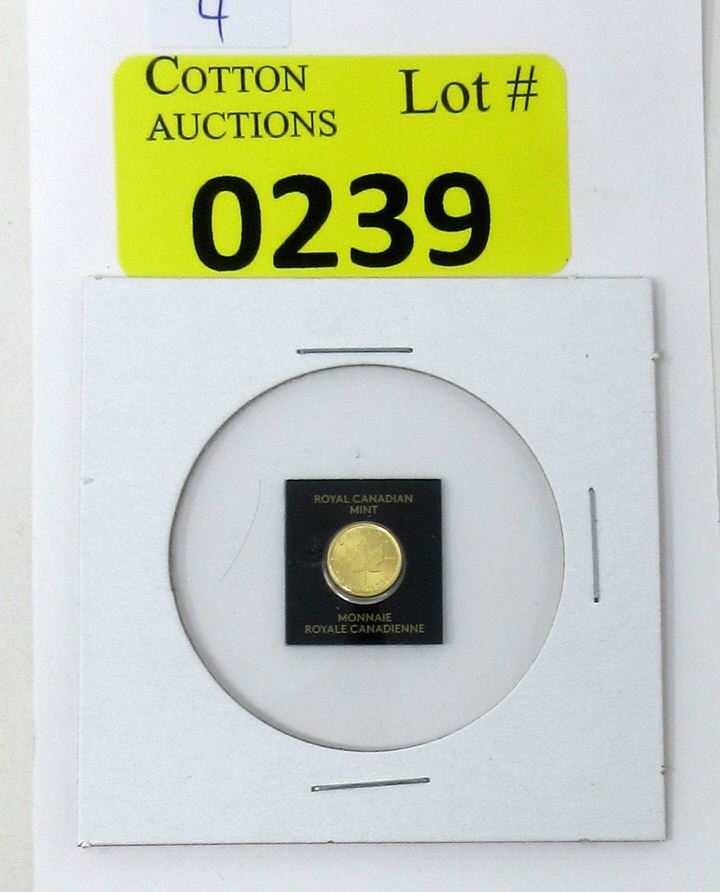 4
COTTON AUCTIONS
Lot #
0239
ROYAL CANADIAN
MINT
MONNAIE
ROYALE CANADIENNE